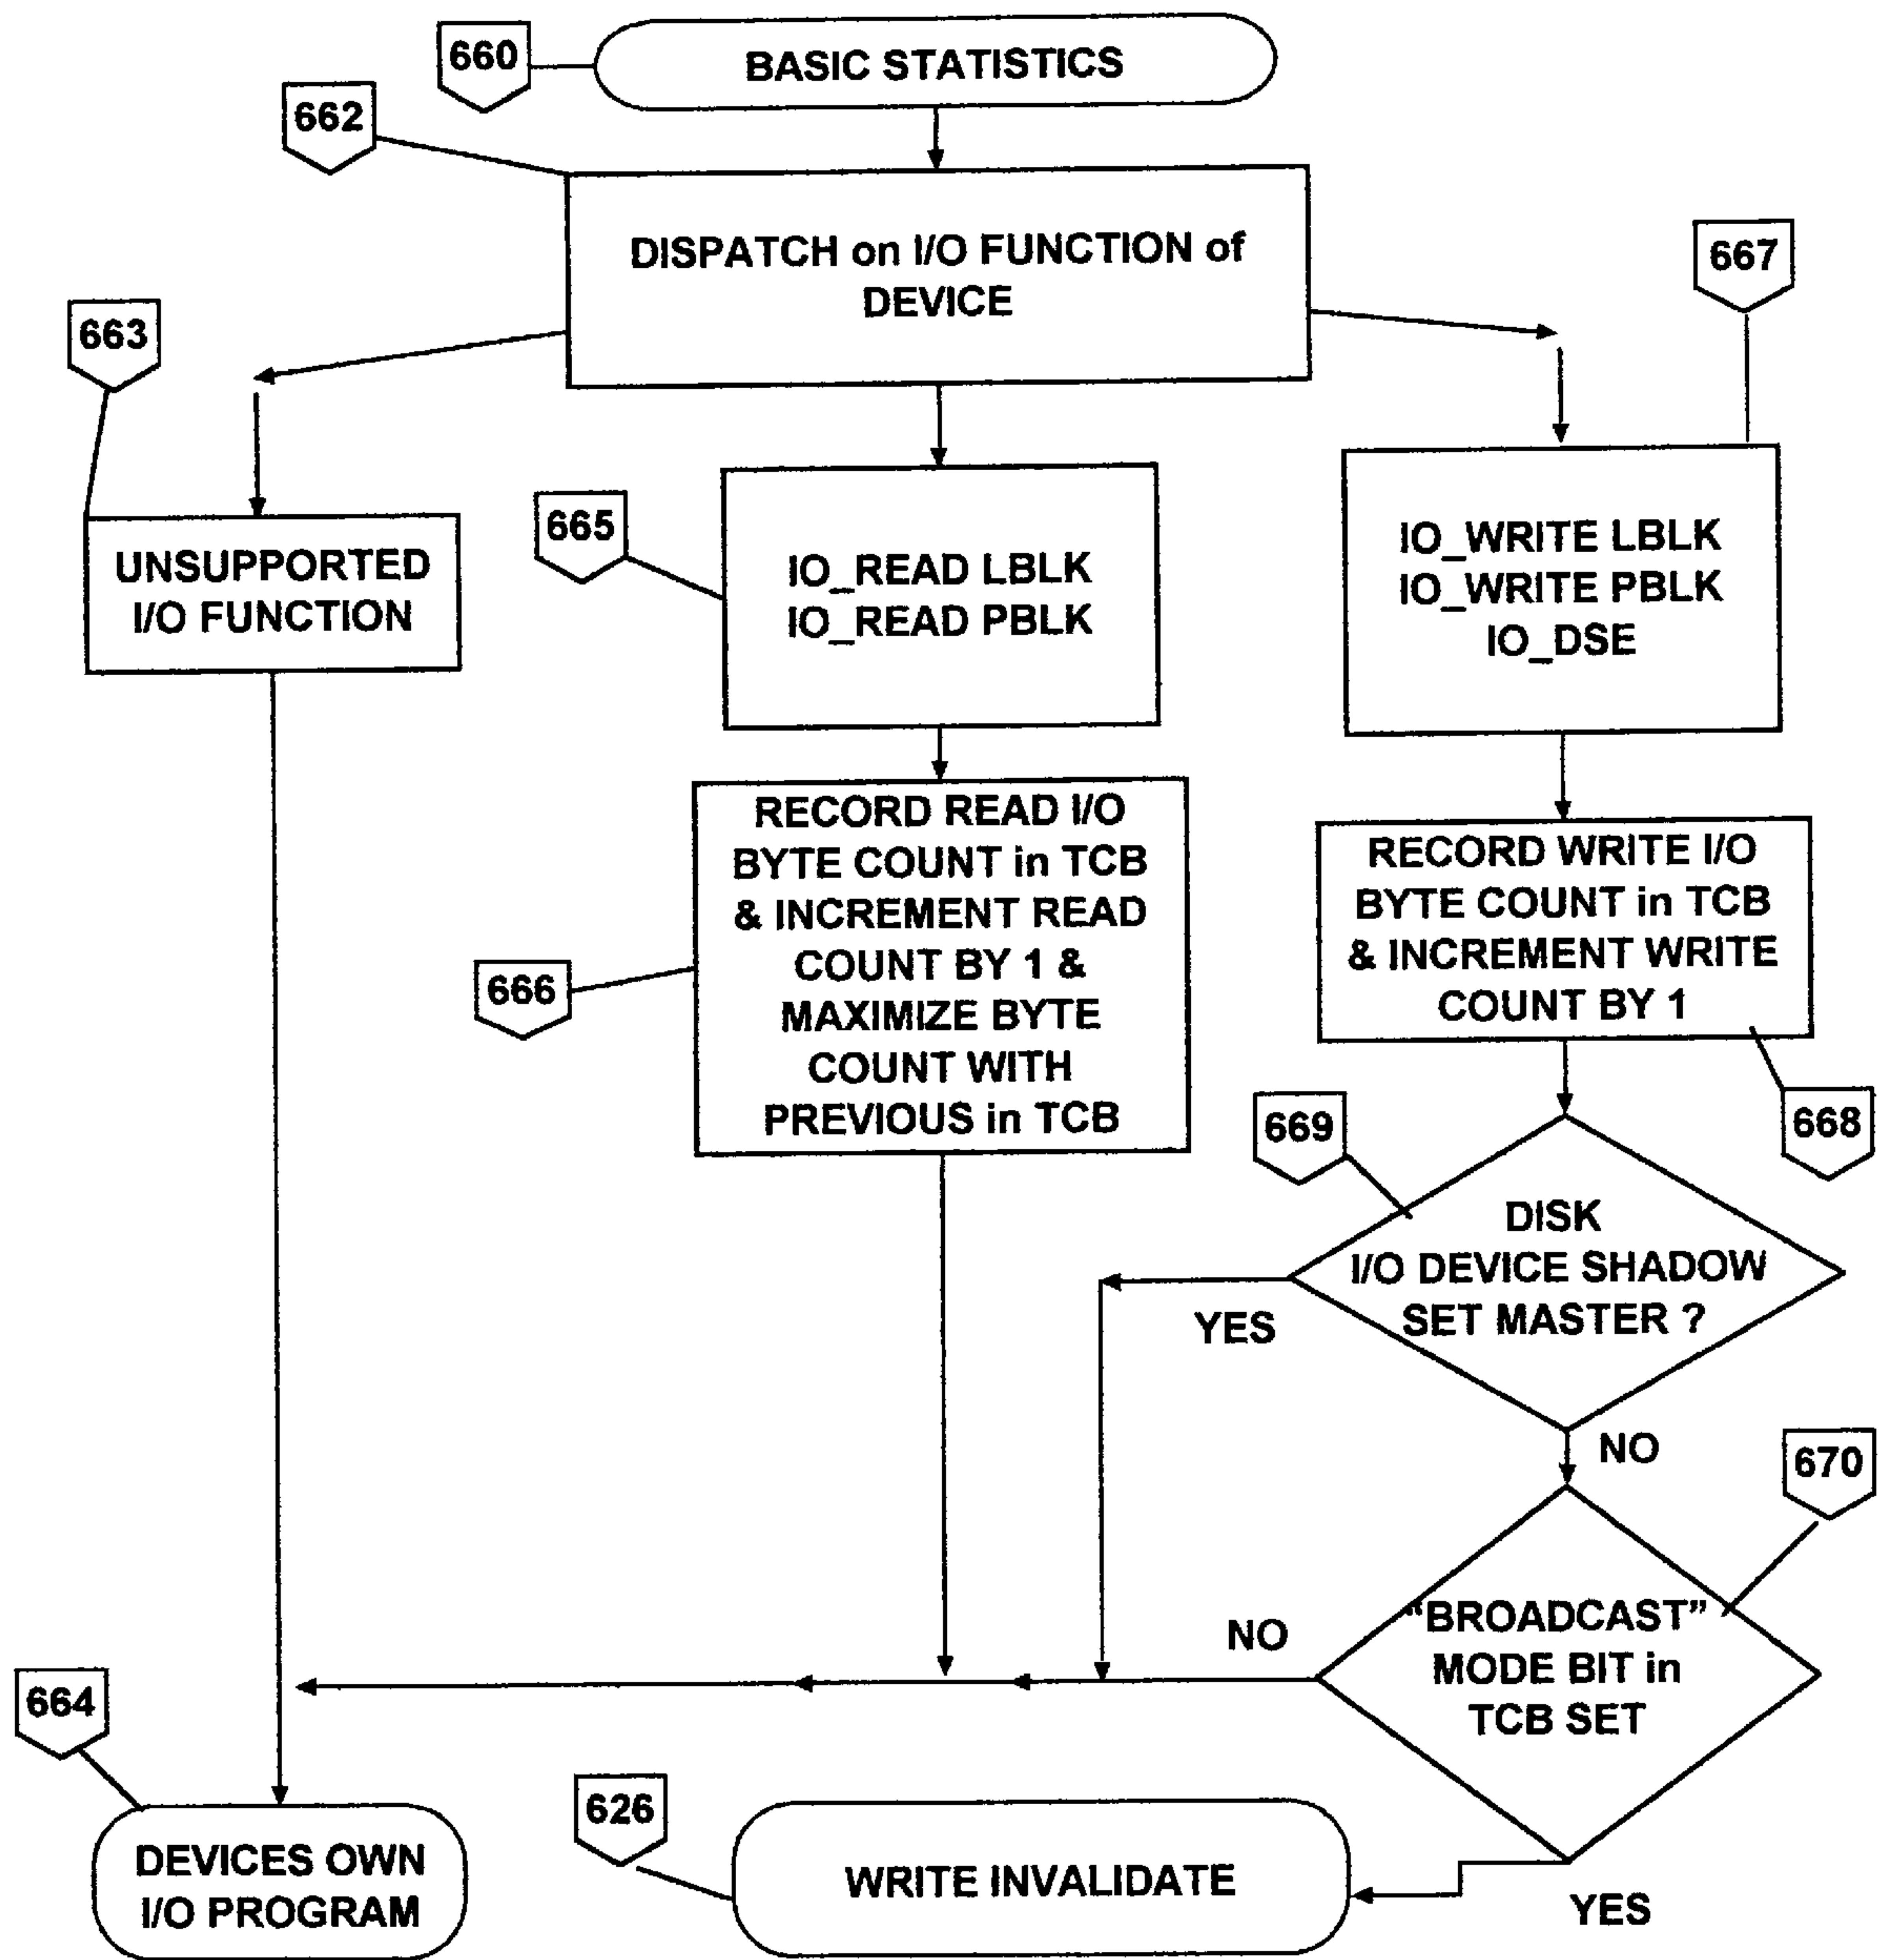 660
BASIC STATISTICS
662
DISPATCH on I/O FUNCTION of
DEVICE
667
663
UNSUPPORTED
I/O FUNCTION
665
IO_READ LBLK
IO_READ PBLK
IO_WRITE LBLK
IO_WRITE PBLK
IO_DSE
RECORD READ I/O
BYTE COUNT in TCB
& INCREMENT READ
COUNT BY 1 &
MAXIMIZE BYTE
COUNT WITH
PREVIOUS in TCB
666
RECORD WRITE I/O
BYTE COUNT in TCB
& INCREMENT WRITE
COUNT BY 1
668
669
DISK
I/O DEVICE SHADOW
SET MASTER ?
YES
NO
670
“BROADCAST”
MODE BIT in
TCB SET
NO
YES
664
DEVICES OWN
I/O PROGRAM
626
WRITE INVALIDATE